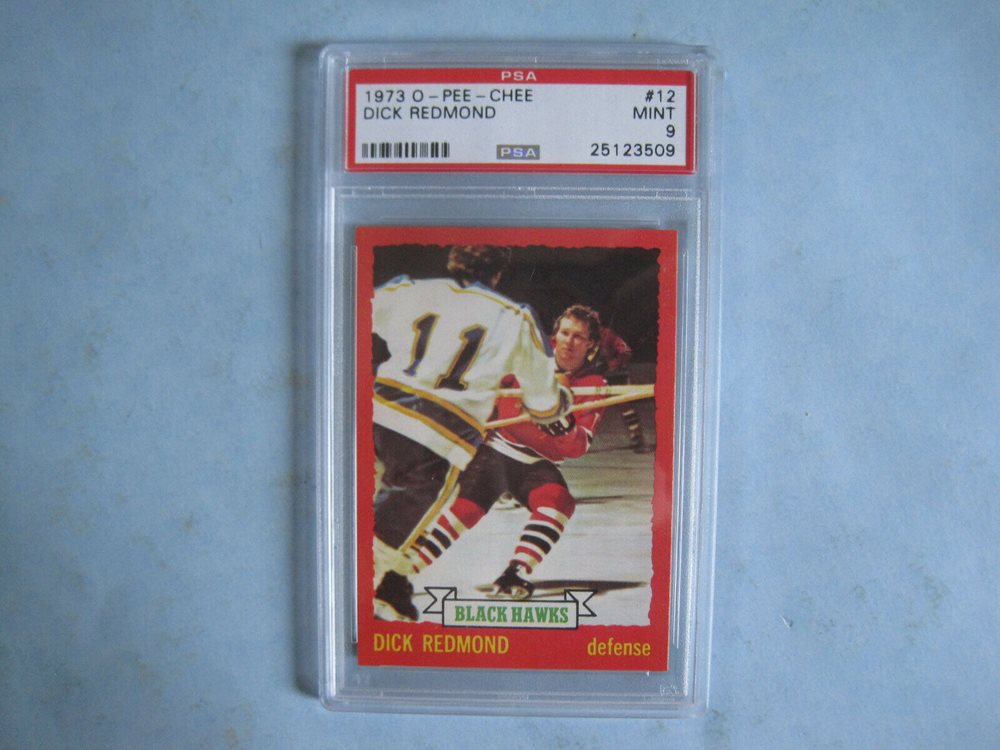 PSA
1973 O-PEE-CHEE #12
DICK REDMOND MINT
9
PSA 25123509
11
BLACK HAWKS
DICK REDMOND defense